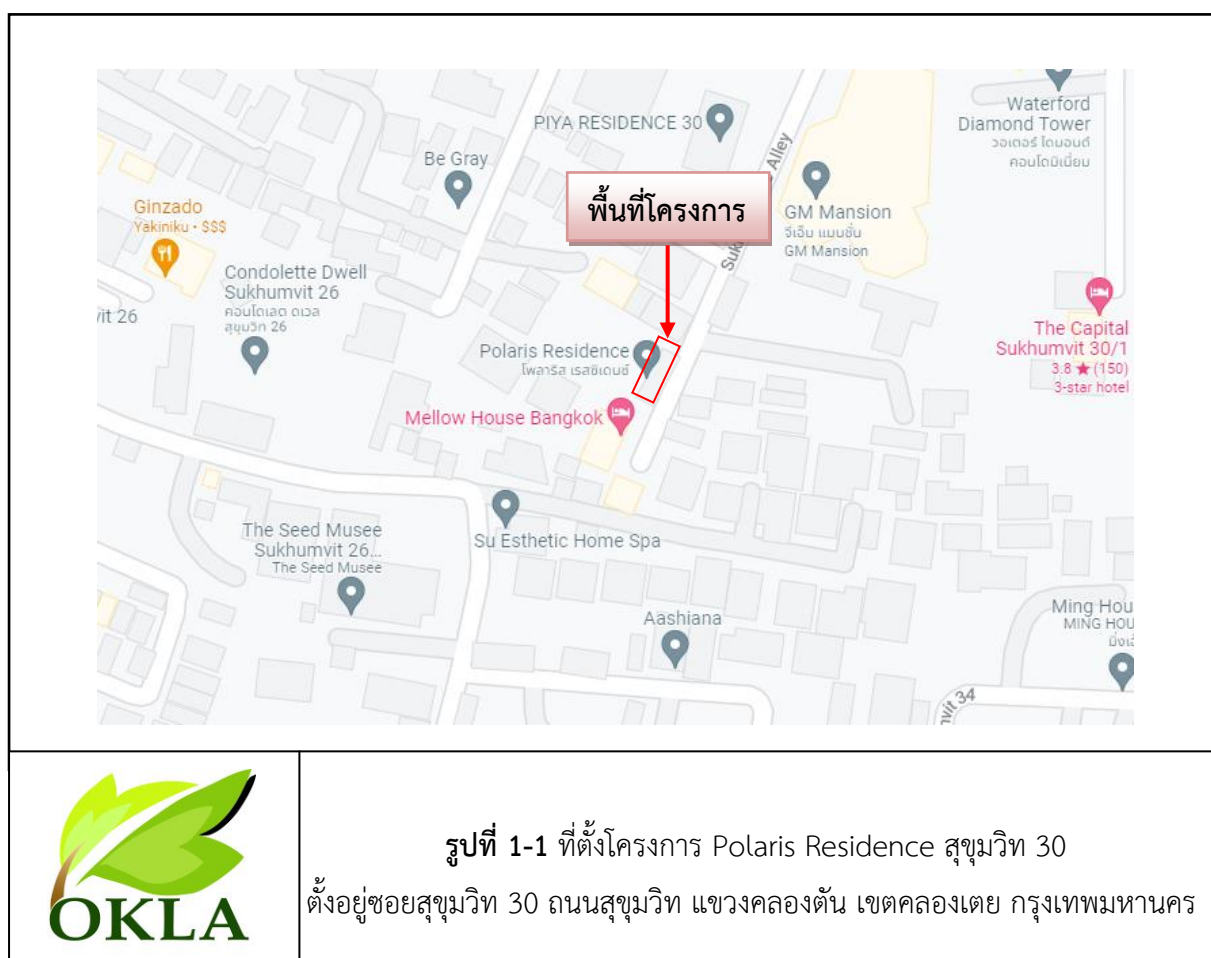 Waterford
Diamond Tower
วอเตอร์ ไดมอนด์
คอนโดมิเนี่ยม
PIYA RESIDENCE 30
Alley
Be Gray
พื้นที่โครงการ
Ginzado
Yakiniku • $$$
GM Mansion
จีเอ็ม แมนชั่น
GM Mansion
Suk
Condolette Dwell
Sukhumvit 26
คอนโดเลต ดเวล
สุขุมวิท 26
vit 26
The Capital
Sukhumvit 30/1
3.8 ★ (150)
3-star hotel
Polaris Residence
โพลาริส เรสซิเดนซ์
Mellow House Bangkok
The Seed Musee
Sukhumvit 26...
The Seed Musee
Su Esthetic Home Spa
Aashiana
Ming Hou
MING HOU
vit 34
OKLA
รูปที่ 1-1 ที่ตั้งโครงการ Polaris Residence สุขุมวิท 30
ตั้งอยู่ซอยสุขุมวิท 30 ถนนสุขุมวิท แขวงคลองตัน เขตคลองเตย กรุงเทพมหานคร